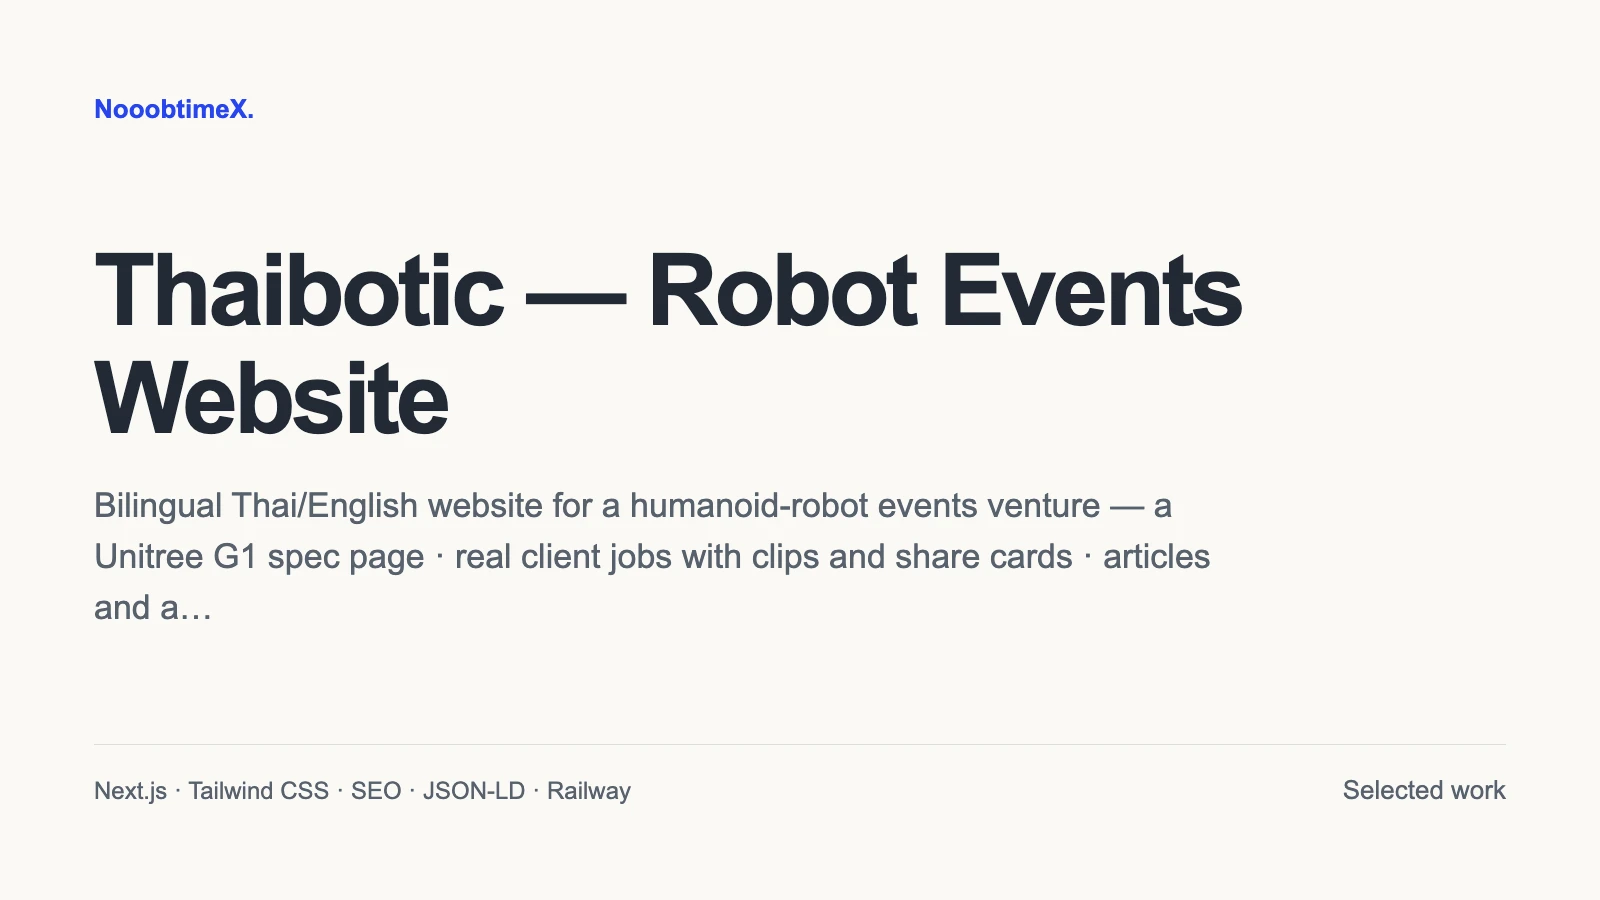 NooobtimeX.
Thaibotic — Robot Events
Website
Bilingual Thai/English website for a humanoid-robot events venture — a
Unitree G1 spec page · real client jobs with clips and share cards · articles
and a…
Next.js · Tailwind CSS · SEO · JSON-LD · Railway
Selected work